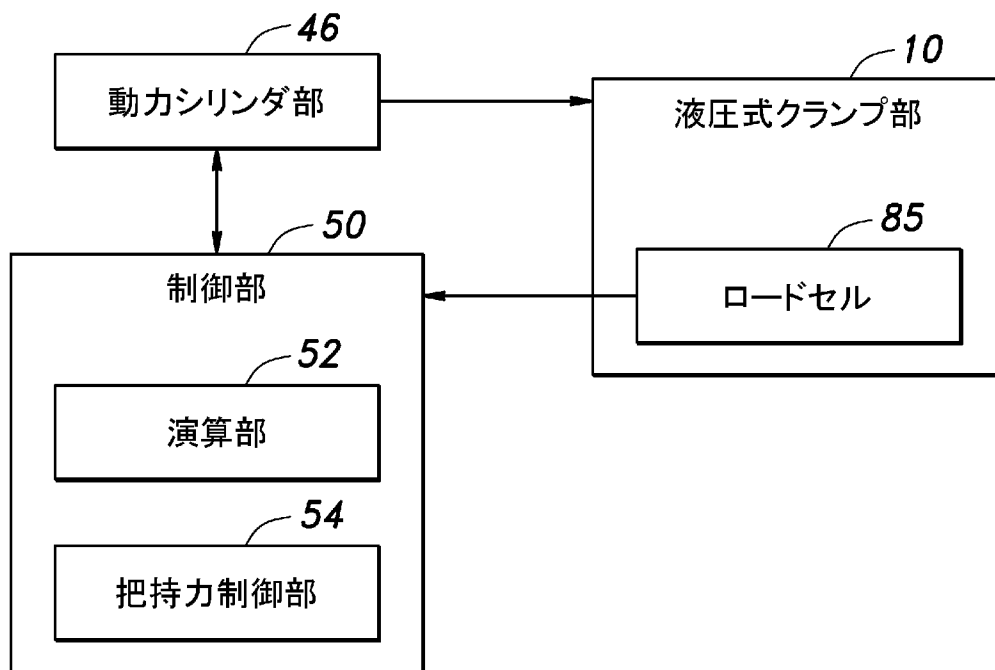 46
動力シリンダ部
10
液圧式クランプ部
85
ロードセル
50
制御部
52
演算部
54
把持力制御部